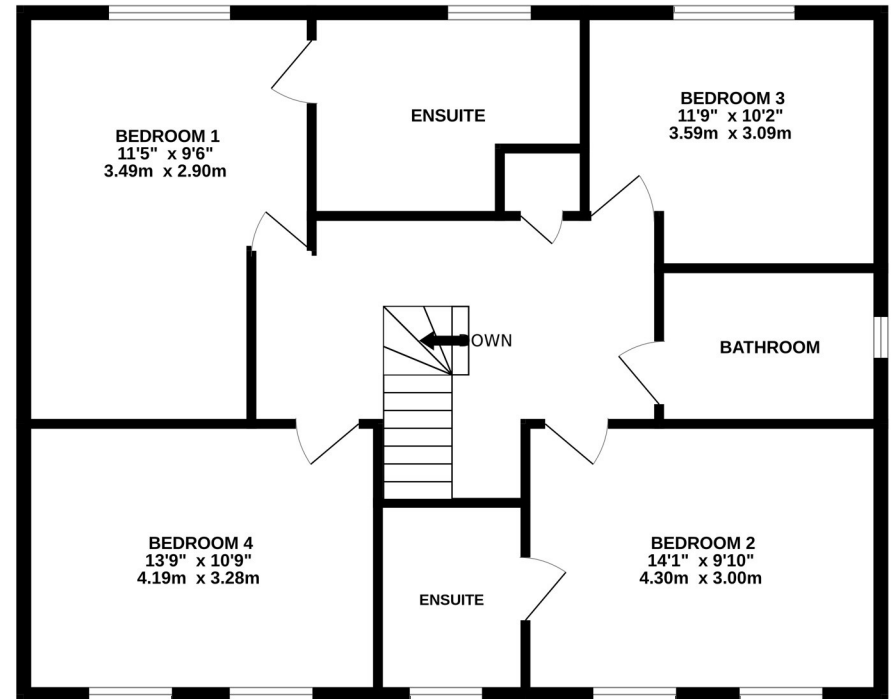 BEDROOM 1
11'5" x 9'6"
3.49m x 2.90m
ENSUITE
BEDROOM 3
11'9" x 10'2"
3.59m x 3.09m
DOWN
BATHROOM
BEDROOM 4
13'9" x 10'9"
4.19m x 3.28m
ENSUITE
BEDROOM 2
14'1" x 9'10"
4.30m x 3.00m